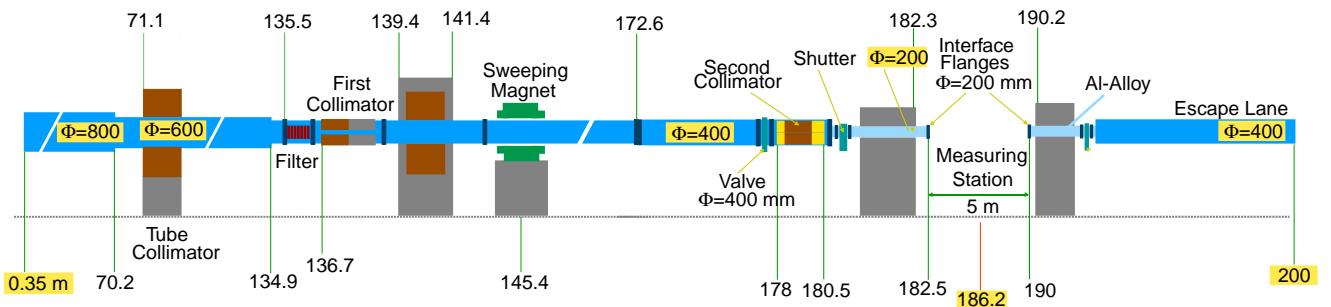 71.1
135.5
139.4
141.4
172.6
182.3
190.2
Sweeping
Magnet
First
Collimator
Second
Collimator
Shutter
Φ=200
Interface
Flanges
Φ=200 mm
Al-Alloy
Escape Lane
Φ=800
Φ=600
Φ=400
Φ=400
Filter
Valve
Φ=400 mm
Measuring
Station
5 m
Tube
Collimator
0.35 m
70.2
134.9
136.7
145.4
178
180.5
182.5
186.2
190
200